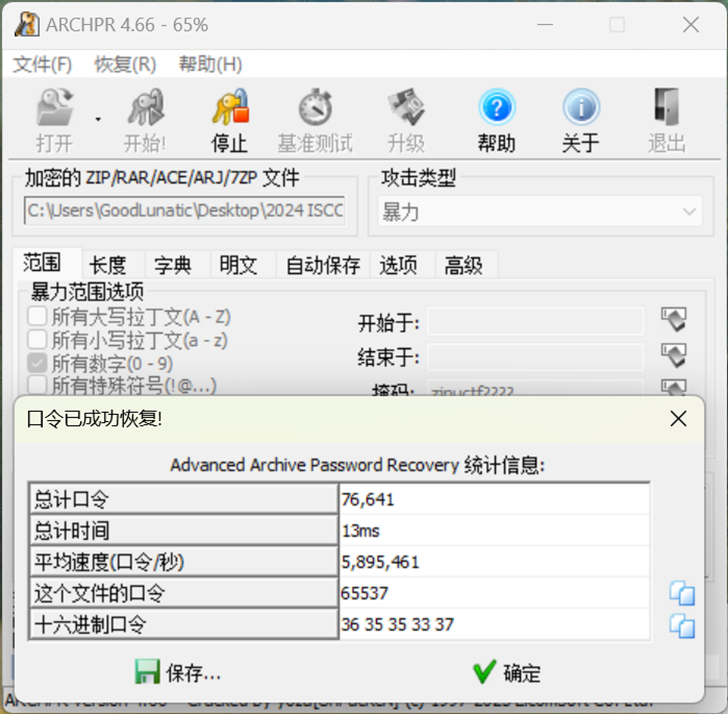 ARCHPR 4.66 - 65%
文件(F) 恢复(R) 帮助(H)
打开 开始! 停止 基准测试 升级 帮助 关于 退出
加密的 ZIP/RAR/ACE/ARJ/7ZP 文件 攻击类型
C:\Users\GoodLunatic\Desktop\2024 ISCC 暴力
范围 长度 字典 明文 自动保存 选项 高级
暴力范围选项
所有大写拉丁文(A - Z) 开始于:
所有小写拉丁文(a - z)
所有数字(0 - 9) 结束于:
所有特殊符号(!@...) 掩码:
口令已成功恢复!
Advanced Archive Password Recovery 统计信息:
总计口令 76,641
总计时间 13ms
平均速度(口令/秒) 5,895,461
这个文件的口令 65537
十六进制口令 36 35 35 33 37
保存... 确定